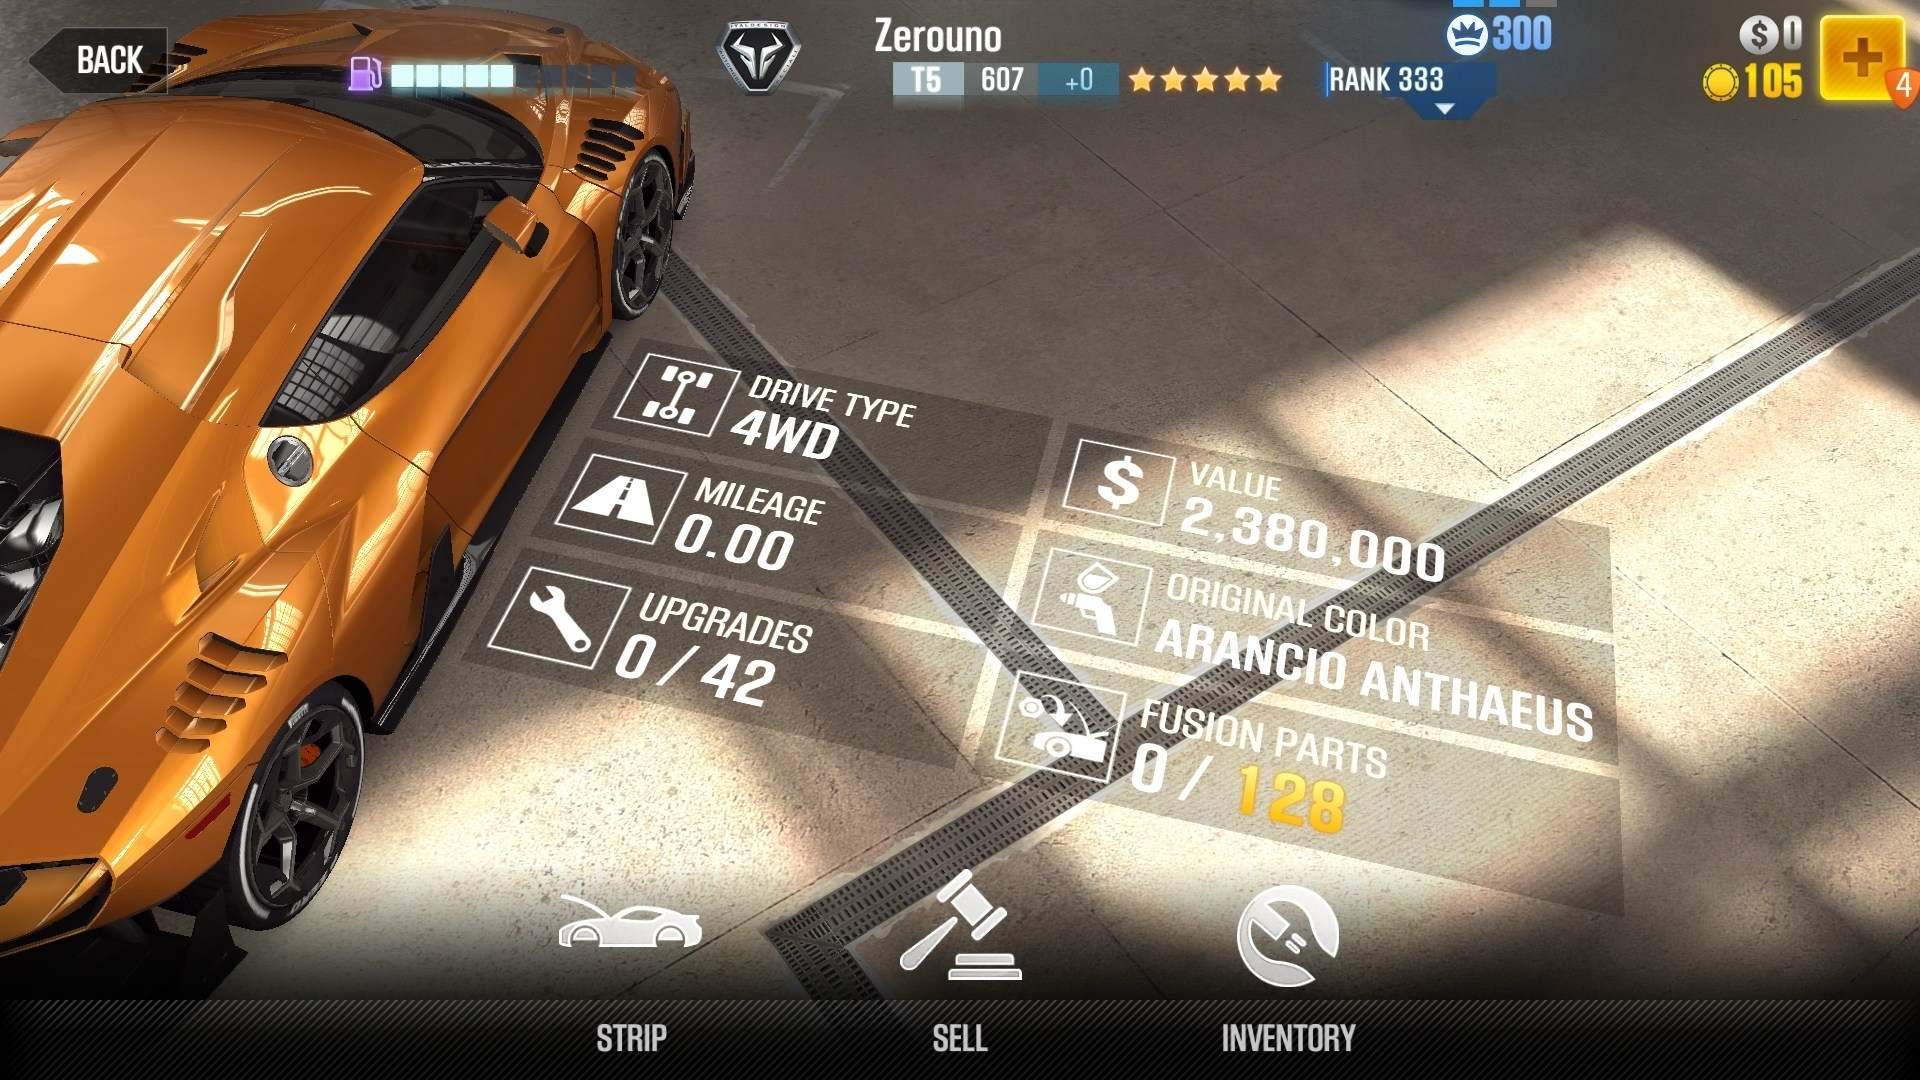 BACK
ITALDESIGN
Zerouno
T5 607 +0
RANK 333
300
$ 0
105
4
DRIVE TYPE
4WD
MILEAGE
0.00
UPGRADES
0/42
$ VALUE
2,380,000
ORIGINAL COLOR
ARANCIO ANTHAEUS
FUSION PARTS
0/ 128
STRIP
SELL
INVENTORY